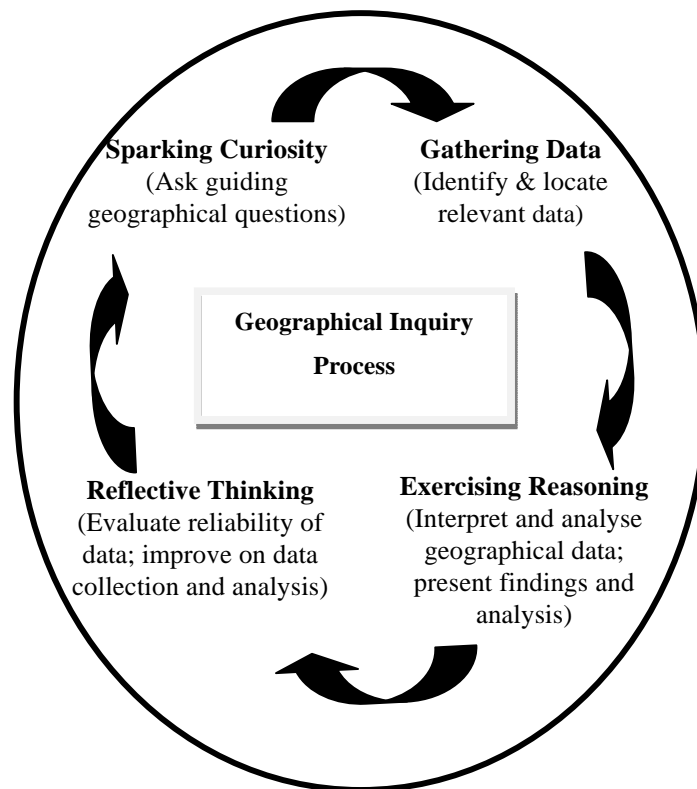 Sparking Curiosity
(Ask guiding
geographical questions)
Gathering Data
(Identify & locate
relevant data)
Geographical Inquiry
Process
Reflective Thinking
(Evaluate reliability of
data; improve on data
collection and analysis)
Exercising Reasoning
(Interpret and analyse
geographical data;
present findings and
analysis)